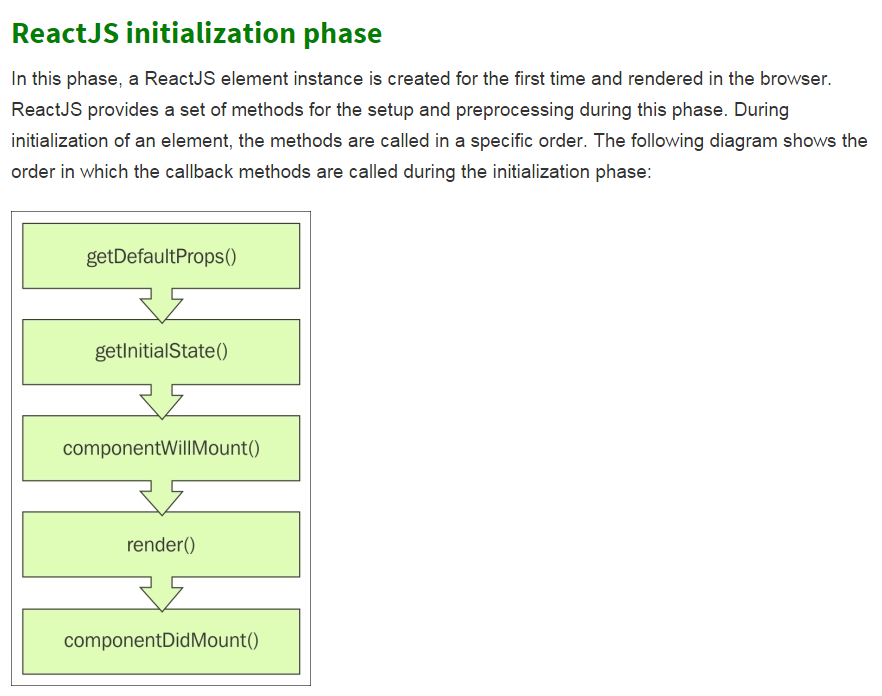 ReactJS initialization phase
In this phase, a ReactJS element instance is created for the first time and rendered in the browser.
ReactJS provides a set of methods for the setup and preprocessing during this phase. During
initialization of an element, the methods are called in a specific order. The following diagram shows the
order in which the callback methods are called during the initialization phase:
getDefaultProps()
getInitialState()
componentWillMount()
render()
componentDidMount()